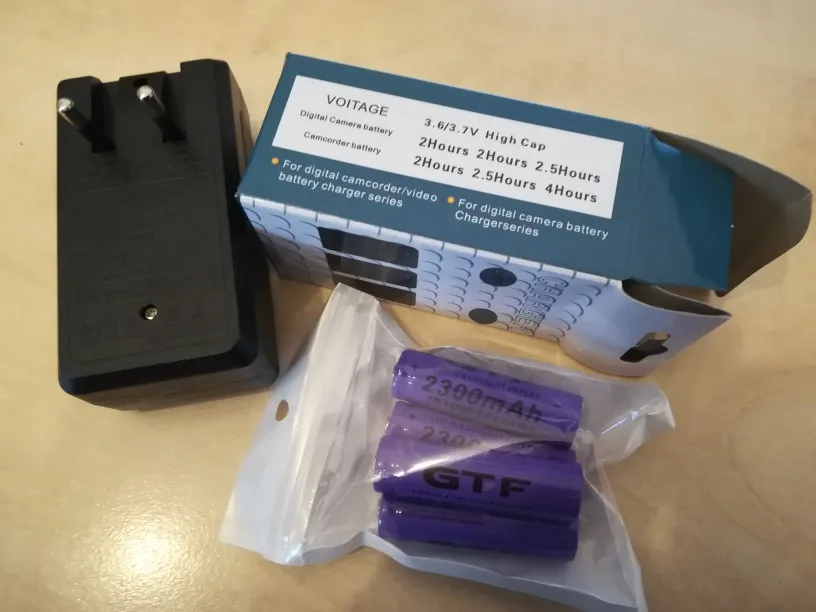 VOITAGE
3.6/3.7V High Cap
Digital Camera battery
2Hours 2Hours 2.5Hours
Camcorder battery
2Hours 2.5Hours 4Hours
For digital camcorder/video
battery charger series
For digital camera battery
Chargerseries
2300mAh
GTF